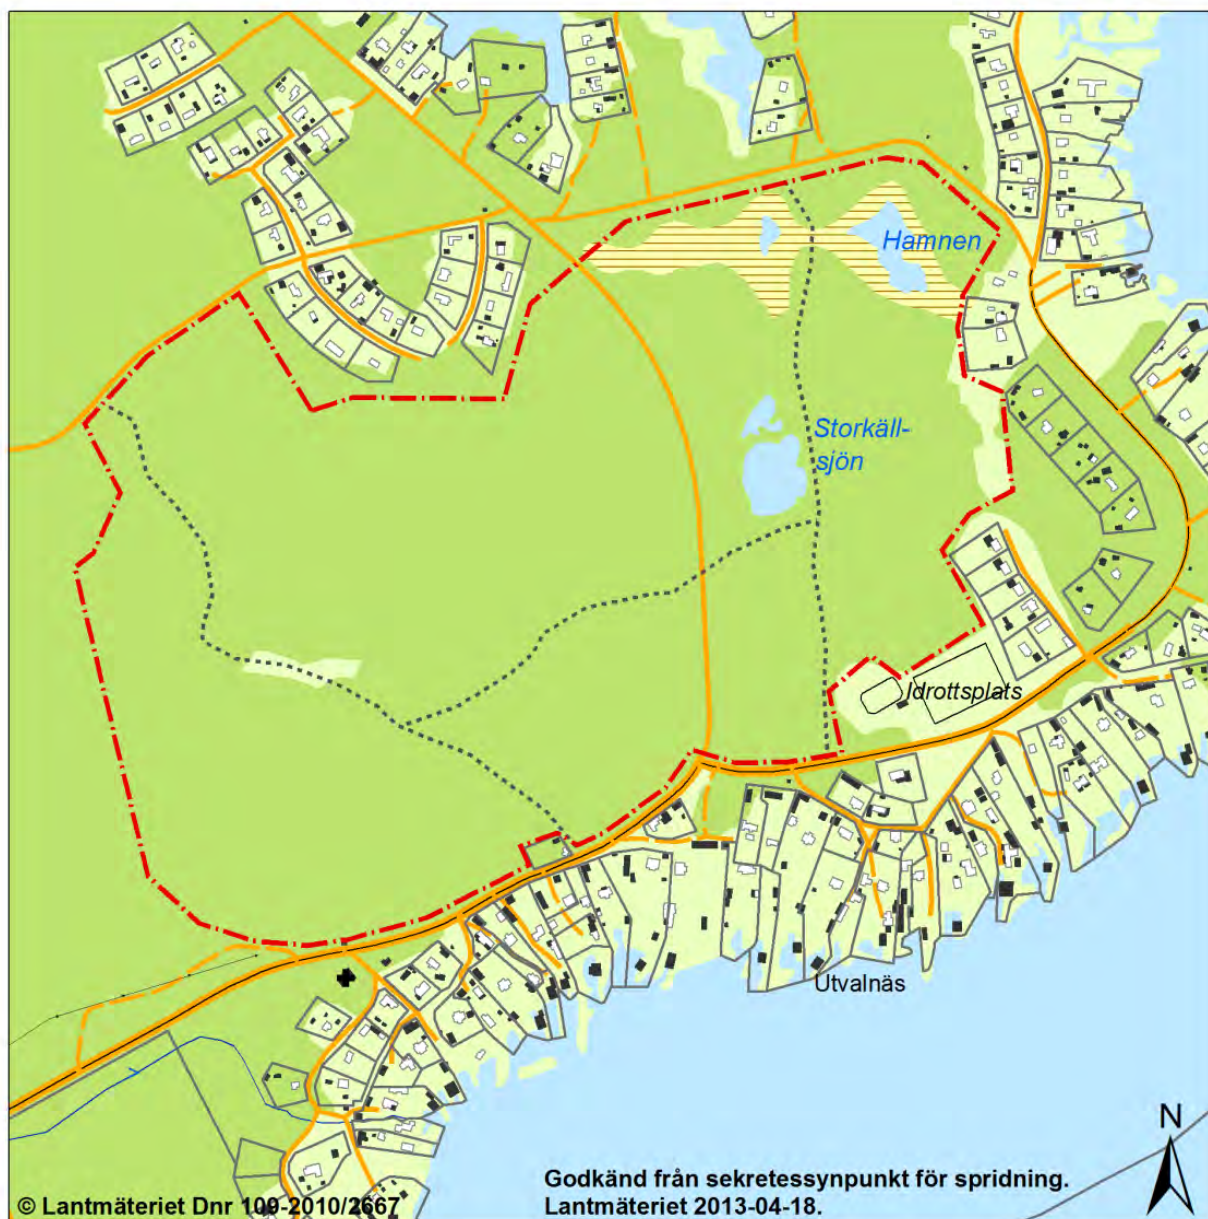 Hamnen
Storkäll-
sjön
Idrottsplats
Utvalnäs
N
Godkänd från sekretessynpunkt för spridning.
© Lantmäteriet Dnr 109-2010/2667
Lantmäteriet 2013-04-18.